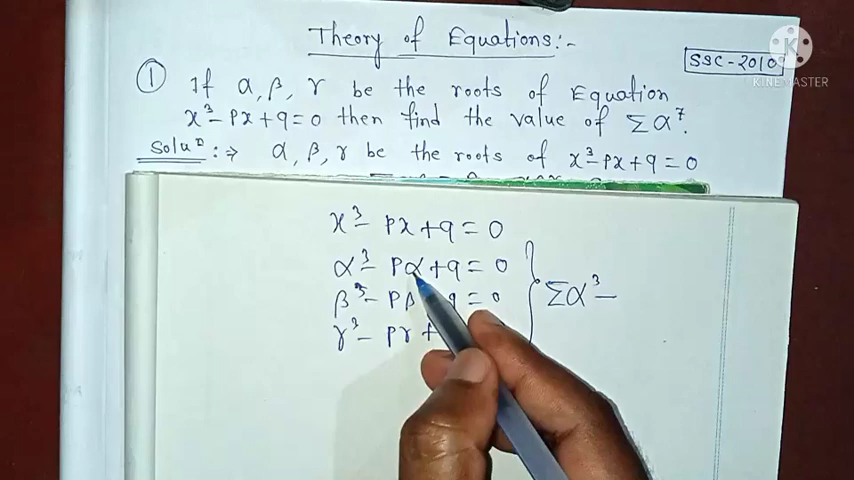 Theory of Equations:-
SSC-2010
KINEMASTER
① If α, β, γ be the roots of Equation
x³- px+q=0 then find the value of Σα⁷.
Soluⁿ:⇒ α, β, γ be the roots of x³-px+q=0
x³- px+q=0
α³- pα+q=0
β³- pβ q=0
γ³- pγ+
Σα³-